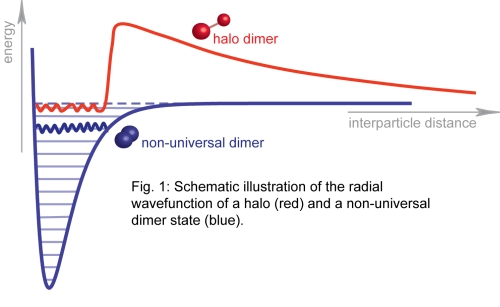 energy
halo dimer
interparticle distance
non-universal dimer
Fig. 1: Schematic illustration of the radial
wavefunction of a halo (red) and a non-universal
dimer state (blue).